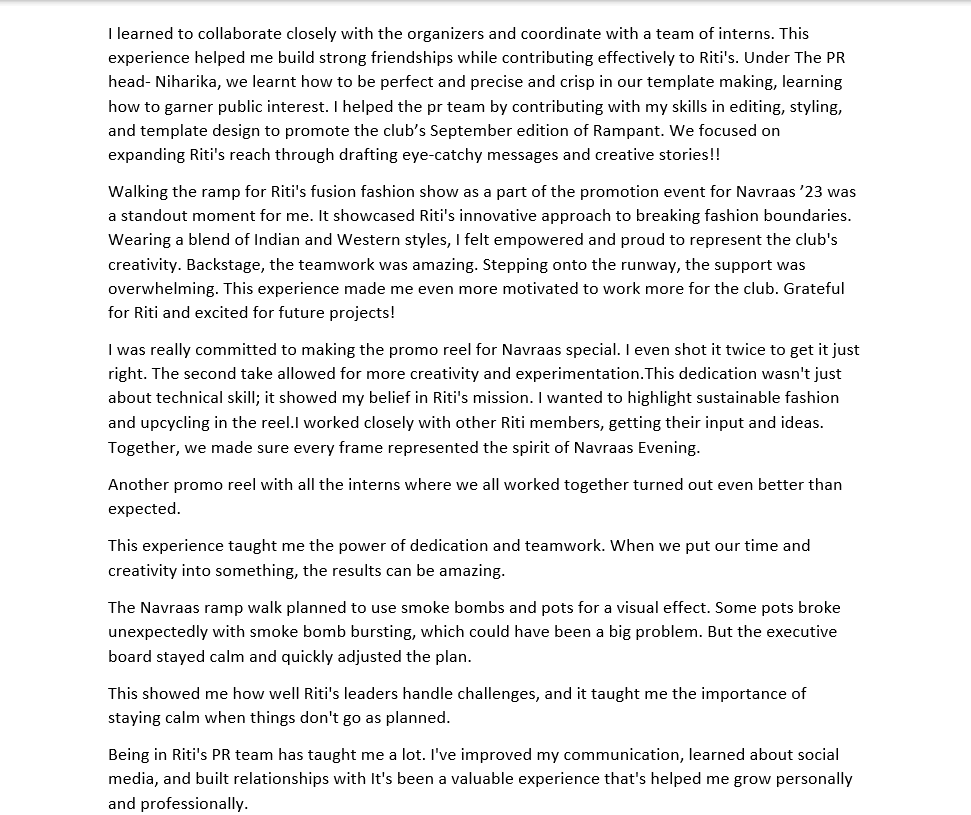 I learned to collaborate closely with the organizers and coordinate with a team of interns. This
experience helped me build strong friendships while contributing effectively to Riti's. Under The PR
head- Niharika, we learnt how to be perfect and precise and crisp in our template making, learning
how to garner public interest. I helped the pr team by contributing with my skills in editing, styling,
and template design to promote the club’s September edition of Rampant. We focused on
expanding Riti's reach through drafting eye-catchy messages and creative stories!!
Walking the ramp for Riti's fusion fashion show as a part of the promotion event for Navraas ’23 was
a standout moment for me. It showcased Riti's innovative approach to breaking fashion boundaries.
Wearing a blend of Indian and Western styles, I felt empowered and proud to represent the club's
creativity. Backstage, the teamwork was amazing. Stepping onto the runway, the support was
overwhelming. This experience made me even more motivated to work more for the club. Grateful
for Riti and excited for future projects!
I was really committed to making the promo reel for Navraas special. I even shot it twice to get it just
right. The second take allowed for more creativity and experimentation.This dedication wasn't just
about technical skill; it showed my belief in Riti's mission. I wanted to highlight sustainable fashion
and upcycling in the reel.I worked closely with other Riti members, getting their input and ideas.
Together, we made sure every frame represented the spirit of Navraas Evening.
Another promo reel with all the interns where we all worked together turned out even better than
expected.
This experience taught me the power of dedication and teamwork. When we put our time and
creativity into something, the results can be amazing.
The Navraas ramp walk planned to use smoke bombs and pots for a visual effect. Some pots broke
unexpectedly with smoke bomb bursting, which could have been a big problem. But the executive
board stayed calm and quickly adjusted the plan.
This showed me how well Riti's leaders handle challenges, and it taught me the importance of
staying calm when things don't go as planned.
Being in Riti's PR team has taught me a lot. I've improved my communication, learned about social
media, and built relationships with It's been a valuable experience that's helped me grow personally
and professionally.